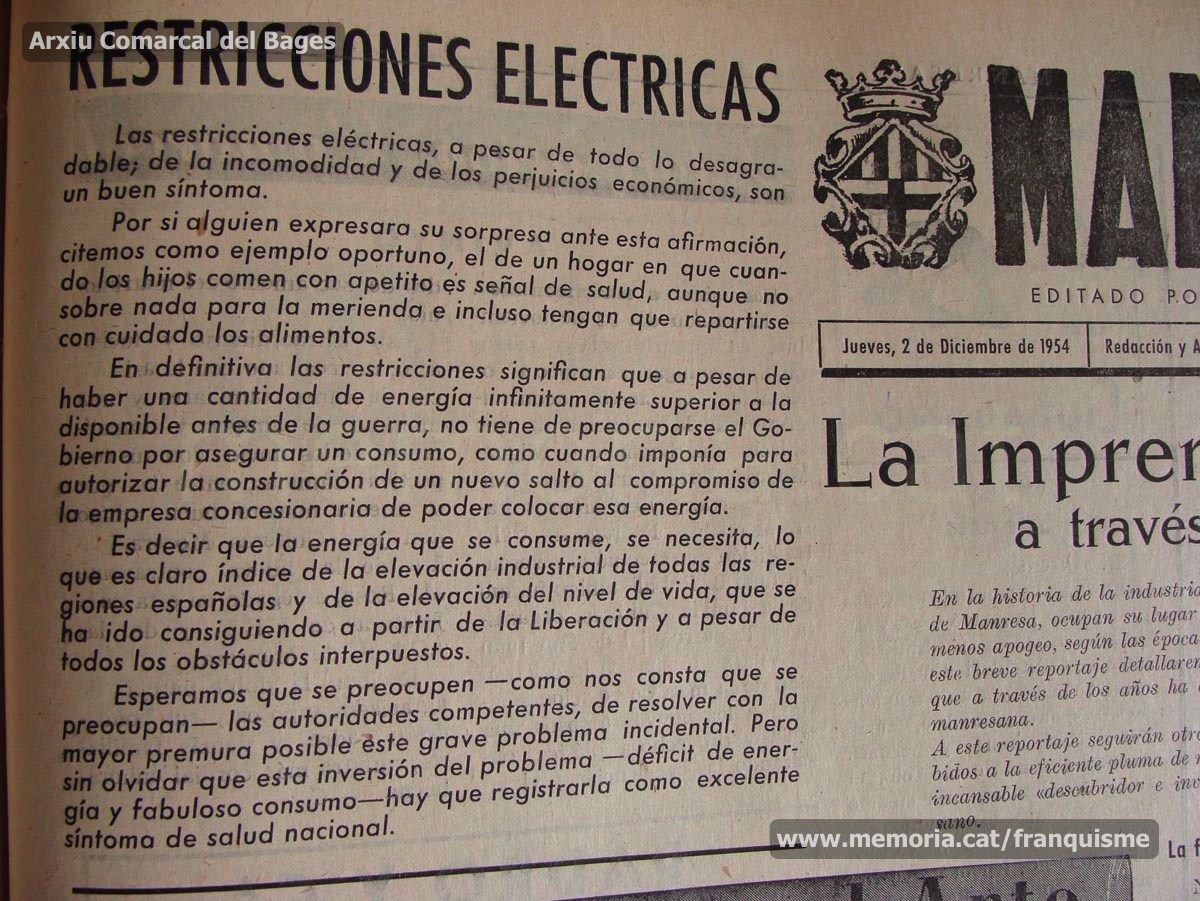 Arxiu Comarcal del Bages
RESTRICCIONES ELECTRICAS
Las restricciones eléctricas, a pesar de todo lo desagra-
dable; de la incomodidad y de los perjuicios económicos, son
un buen síntoma.
Por si alguien expresara su sorpresa ante esta afirmación,
citemos como ejemplo oportuno, el de un hogar en que cuan-
do los hijos comen con apetito es señal de salud, aunque no
sobre nada para la merienda e incluso tengan que repartirse
con cuidado los alimentos.
En definitiva las restricciones significan que a pesar de
haber una cantidad de energía infinitamente superior a la
disponible antes de la guerra, no tiene de preocuparse el Go-
bierno por asegurar un consumo, como cuando imponía para
autorizar la construcción de un nuevo salto al compromiso de
la empresa concesionaria de poder colocar esa energía.
Es decir que la energía que se consume, se necesita, lo
que es claro índice de la elevación industrial de todas las re-
giones españolas y de la elevación del nivel de vida, que se
ha ido consiguiendo a partir de la Liberación y a pesar de
todos los obstáculos interpuestos.
Esperamos que se preocupen —como nos consta que se
preocupan— las autoridades competentes, de resolver con la
mayor premura posible este grave problema incidental. Pero
sin olvidar que esta inversión del problema —déficit de ener-
gía y fabuloso consumo—hay que registrarla como excelente
síntoma de salud nacional.
MAN
EDITADO PO
Jueves, 2 de Diciembre de 1954
Redacción y A
La Impren
a través
En la historia de la industria
de Manresa, ocupan su lugar
menos apogeo, según las época
este breve reportaje detallarem
que a través de los años ha
manresana.
A este reportaje seguirán otro
bidos a la eficiente pluma de
incansable «descubridor e inv
sano.
www.memoria.cat/franquisme
La f